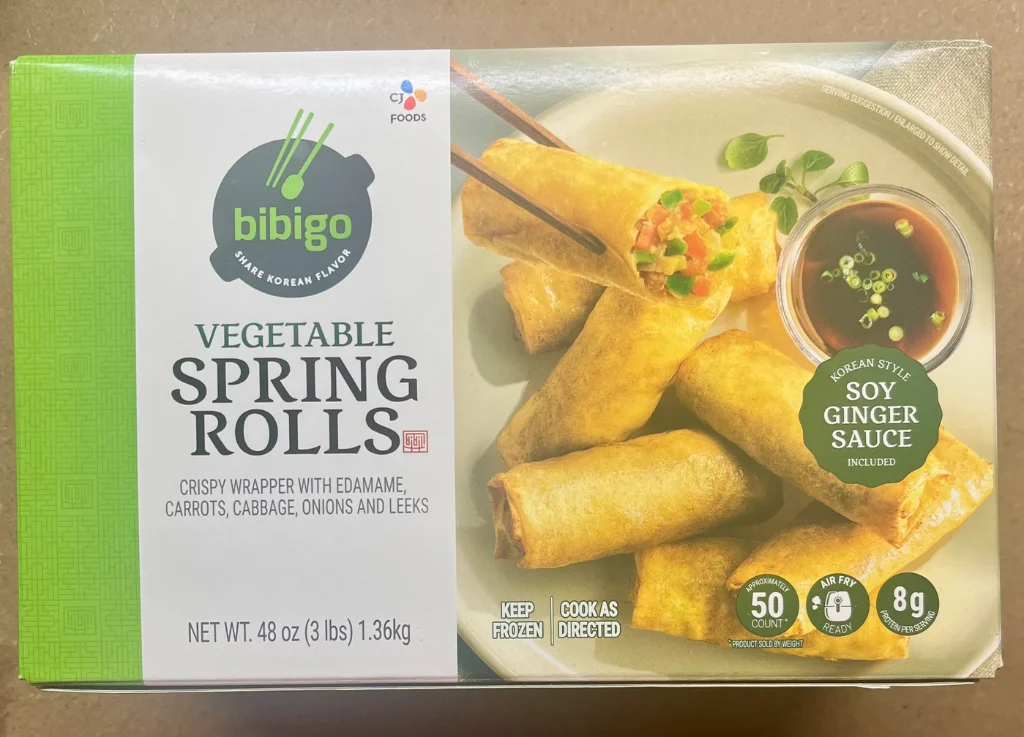 CJ
FOODS
bibigo
SHARE KOREAN FLAVOR
VEGETABLE
SPRING
ROLLS
CRISPY WRAPPER WITH EDAMAME,
CARROTS, CABBAGE, ONIONS AND LEEKS
NET WT. 48 oz (3 lbs) 1.36kg
SERVING SUGGESTION / ENLARGED TO SHOW DETAIL
KOREAN STYLE
SOY
GINGER
SAUCE
INCLUDED
KEEP
FROZEN
COOK AS
DIRECTED
APPROXIMATELY
50
COUNT*
*PRODUCT SOLD BY WEIGHT
AIR FRY
READY
8g
PROTEIN PER SERVING